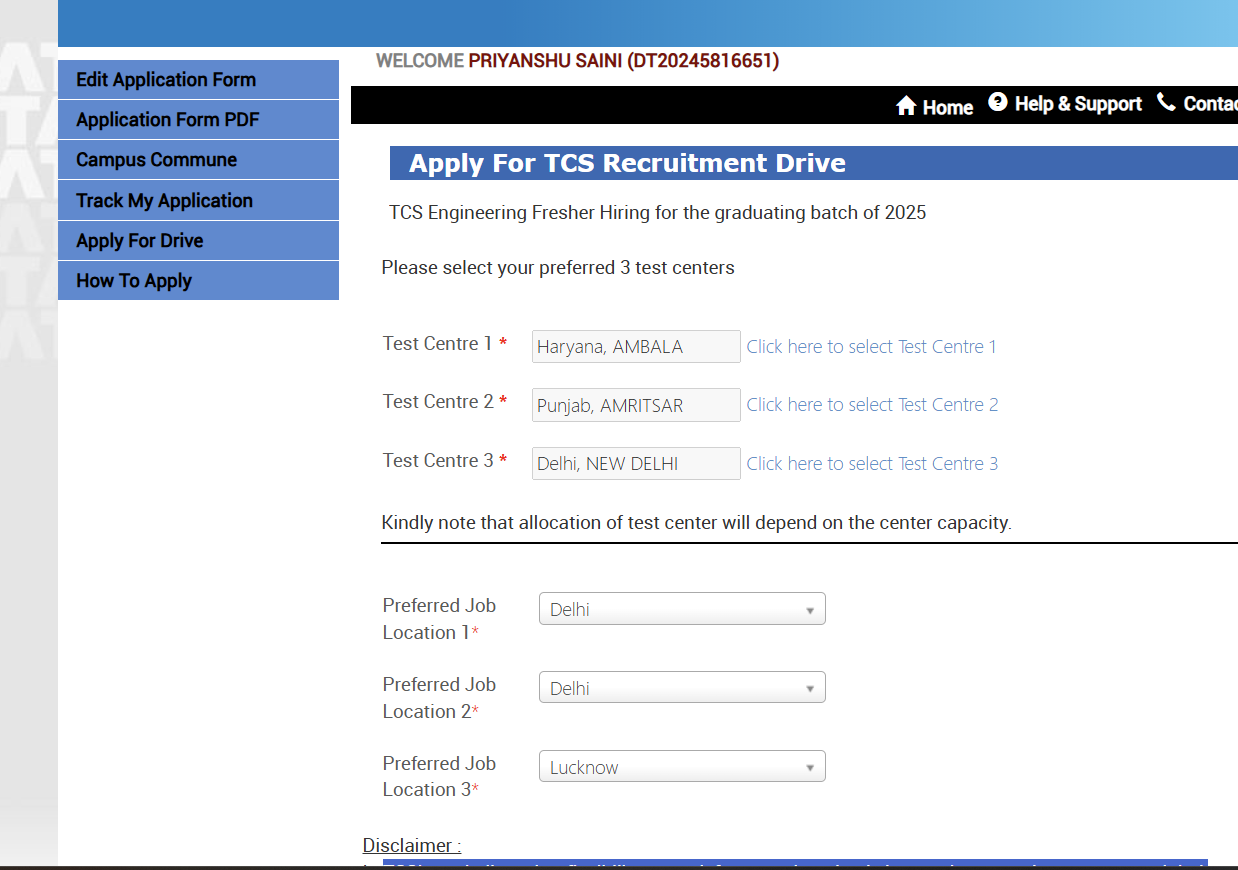 WELCOME PRIYANSHU SAINI (DT20245816651)
Edit Application Form
Application Form PDF
Campus Commune
Track My Application
Apply For Drive
How To Apply
Home Help & Support Contac
Apply For TCS Recruitment Drive
TCS Engineering Fresher Hiring for the graduating batch of 2025
Please select your preferred 3 test centers
Test Centre 1 * Haryana, AMBALA Click here to select Test Centre 1
Test Centre 2 * Punjab, AMRITSAR Click here to select Test Centre 2
Test Centre 3 * Delhi, NEW DELHI Click here to select Test Centre 3
Kindly note that allocation of test center will depend on the center capacity.
Preferred Job
Location 1* Delhi
Preferred Job
Location 2* Delhi
Preferred Job
Location 3* Lucknow
Disclaimer :